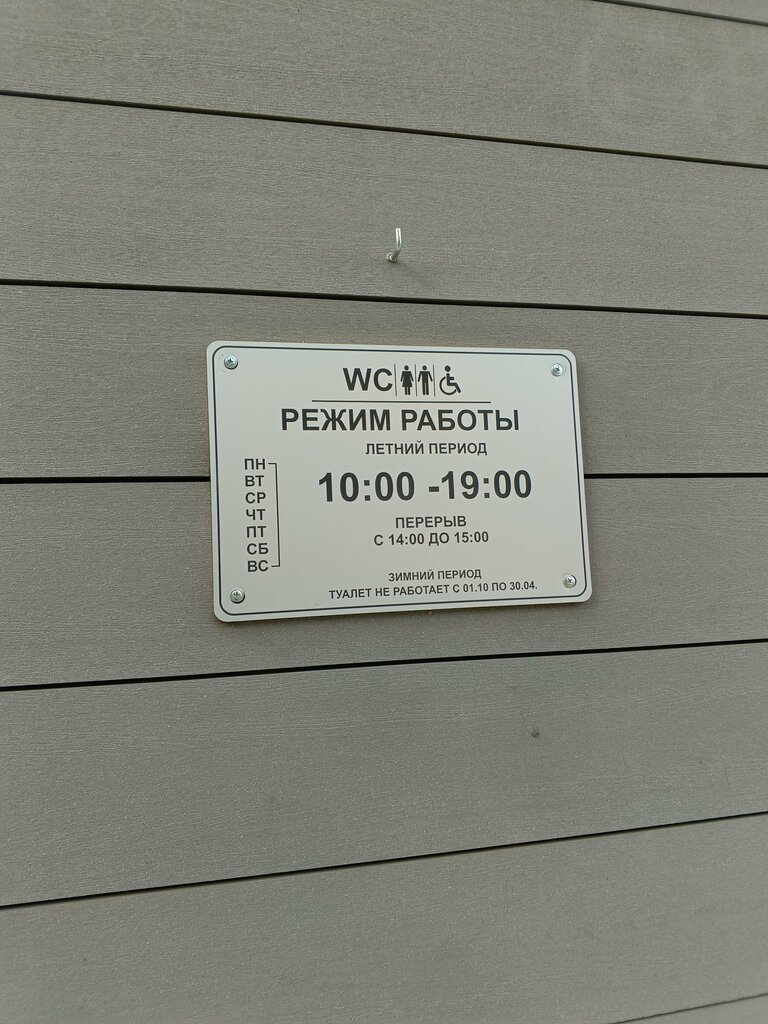 WC
РЕЖИМ РАБОТЫ
ЛЕТНИЙ ПЕРИОД
ПН
ВТ
СР
ЧТ
ПТ
СБ
ВС
10:00 -19:00
ПЕРЕРЫВ
С 14:00 ДО 15:00
ЗИМНИЙ ПЕРИОД
ТУАЛЕТ НЕ РАБОТАЕТ С 01.10 ПО 30.04.